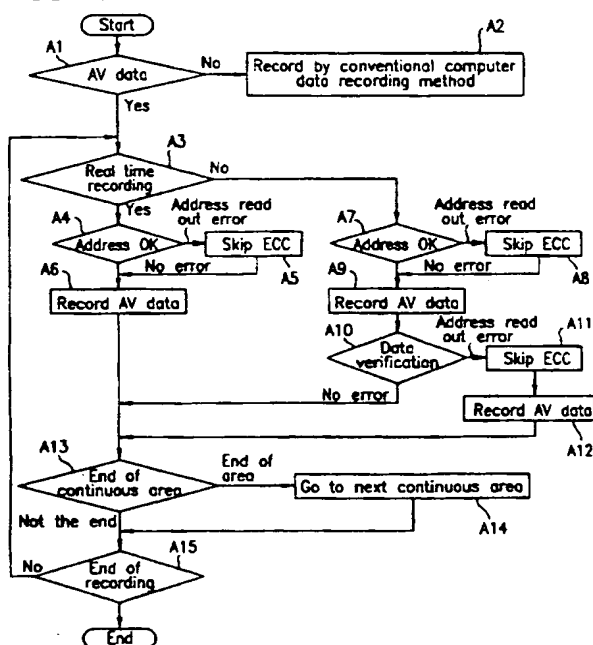 Start
A1
AV data
No
A2
Record by conventional computer
data recording method
Yes
A3
Real time
recording
No
Yes
A4
Address OK
Address read
out error
Skip ECC
A5
No error
A6
Record AV data
A7
Address OK
Address read
out error
Skip ECC
A8
No error
A9
Record AV data
A10
Data
verification
Address read
out error
A11
Skip ECC
No error
Record AV data
A12
A13
End of
continuous area
End of
area
Go to next continuous area
A14
Not the end
A15
End of
recording
No
End